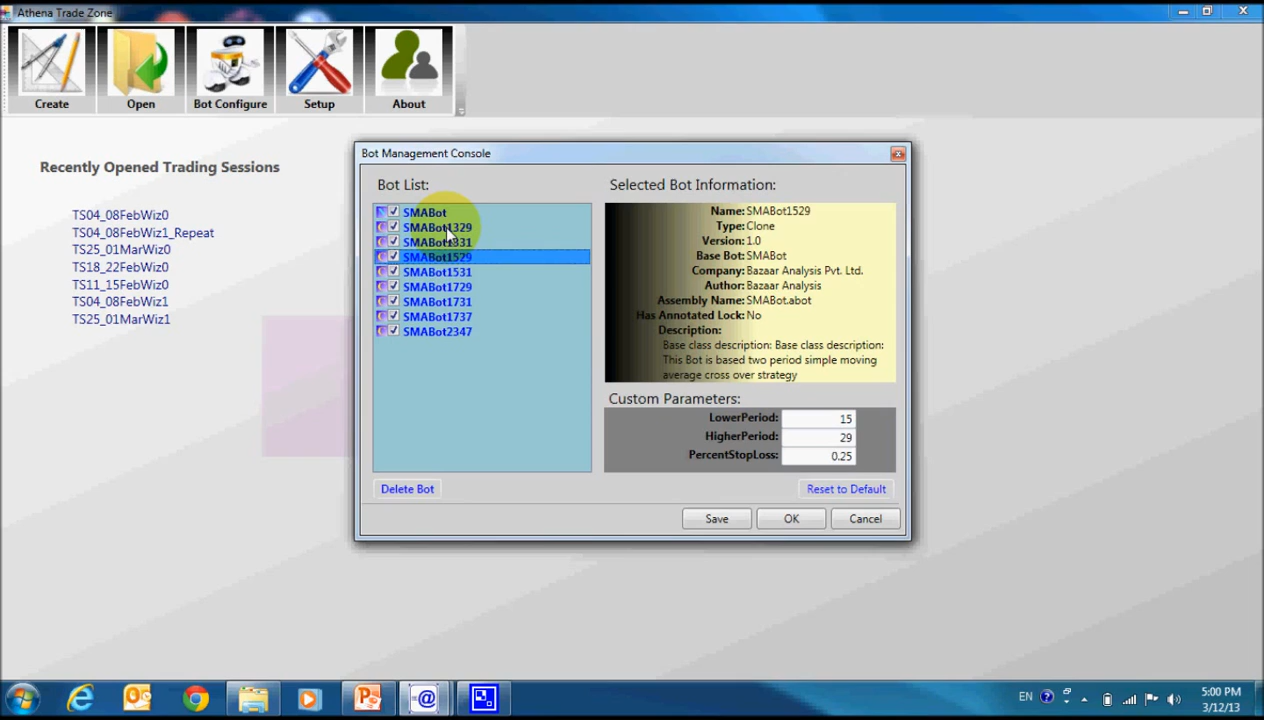 Athena Trade Zone
Create
Open
Bot Configure
Setup
About
Recently Opened Trading Sessions
TS04_08FebWiz0
TS04_08FebWiz1_Repeat
TS25_01MarWiz0
TS18_22FebWiz0
TS11_15FebWiz0
TS04_08FebWiz1
TS25_01MarWiz1
Bot Management Console
Bot List:
SMABot
SMABot1329
SMABot1331
SMABot1529
SMABot1531
SMABot1729
SMABot1731
SMABot1737
SMABot2347
Delete Bot
Selected Bot Information:
Name: SMABot1529
Type: Clone
Version: 1.0
Base Bot: SMABot
Company: Bazaar Analysis Pvt. Ltd.
Author: Bazaar Analysis
Assembly Name: SMABot.abot
Has Annotated Lock: No
Description:
Base class description: Base class description:
This Bot is based two period simple moving
average cross over strategy
Custom Parameters:
LowerPeriod: 15
HigherPeriod: 29
PercentStopLoss: 0.25
Reset to Default
Save
OK
Cancel
EN
5:00 PM
3/12/13